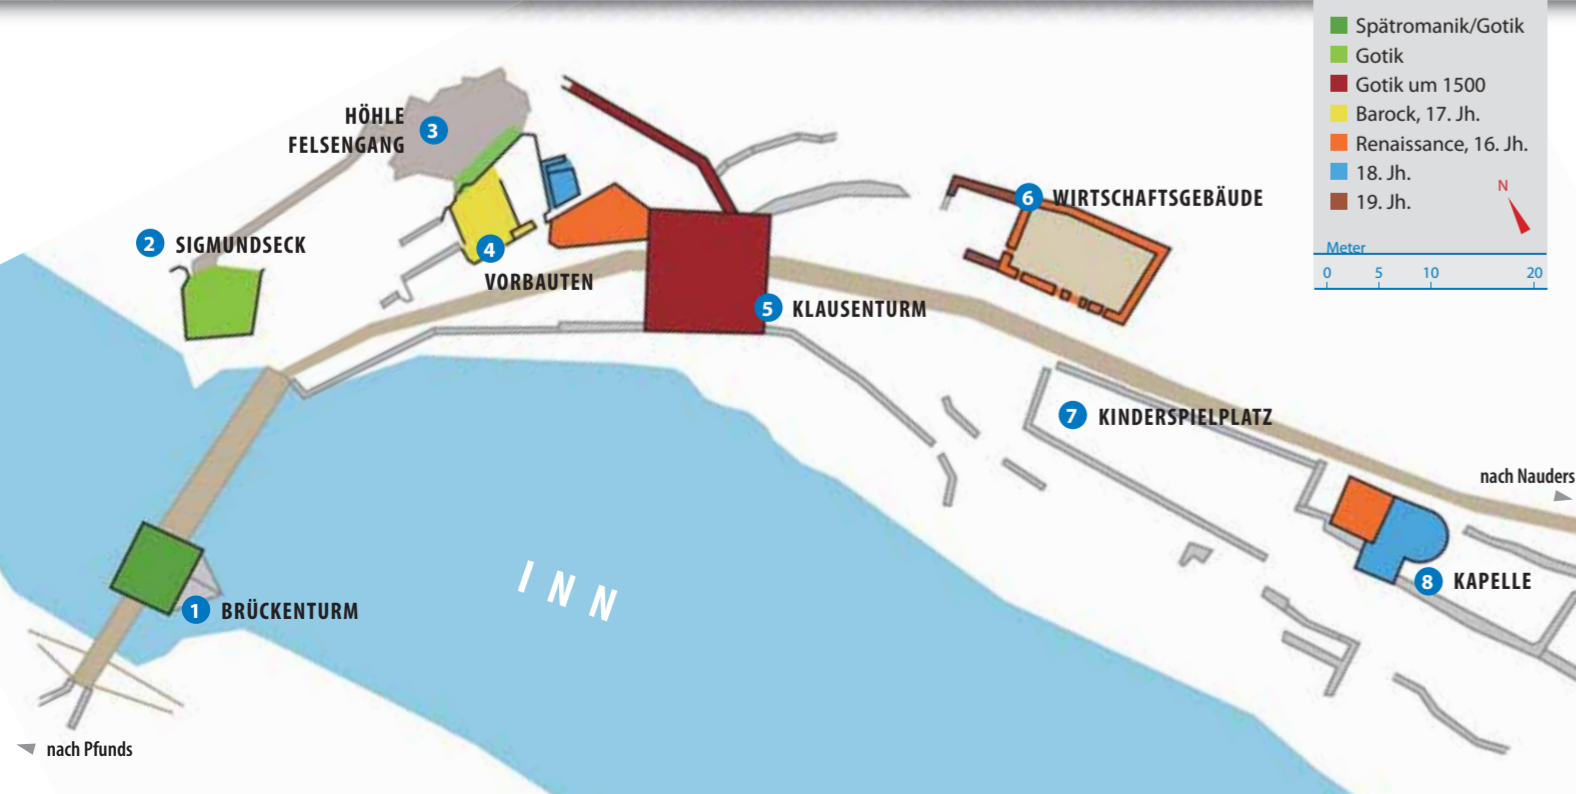 Spätromanik/Gotik
Gotik
Gotik um 1500
Barock, 17. Jh.
Renaissance, 16. Jh.
18. Jh.
19. Jh.
N
Meter
0 5 10 20
HÖHLE
FELSENGANG 3
2 SIGMUNDSECK
4
VORBAUTEN
5 KLAUSENTURM
6 WIRTSCHAFTSGEBÄUDE
7 KINDERSPIELPLATZ
nach Nauders
8 KAPELLE
INN
1 BRÜCKENTURM
nach Pfunds